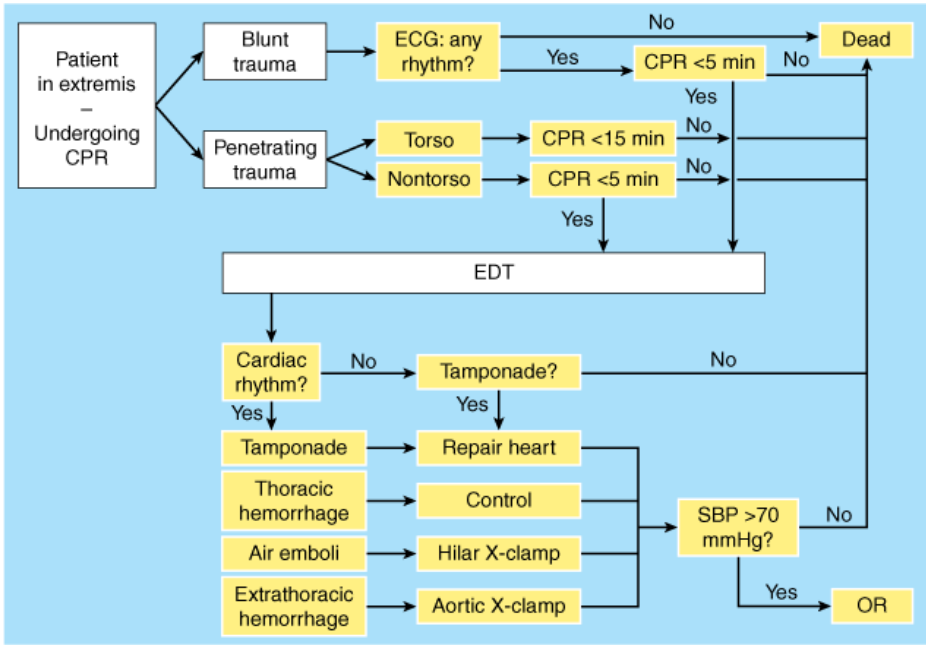 Patient
in extremis
–
Undergoing
CPR
Blunt
trauma
ECG: any
rhythm?
No
Dead
Yes
CPR <5 min
No
Yes
Penetrating
trauma
Torso
CPR <15 min
No
Nontorso
CPR <5 min
No
Yes
EDT
Cardiac
rhythm?
No
Tamponade?
No
Yes
Yes
Tamponade
Repair heart
Thoracic
hemorrhage
Control
SBP >70
mmHg?
No
Air emboli
Hilar X-clamp
Extrathoracic
hemorrhage
Aortic X-clamp
Yes
OR